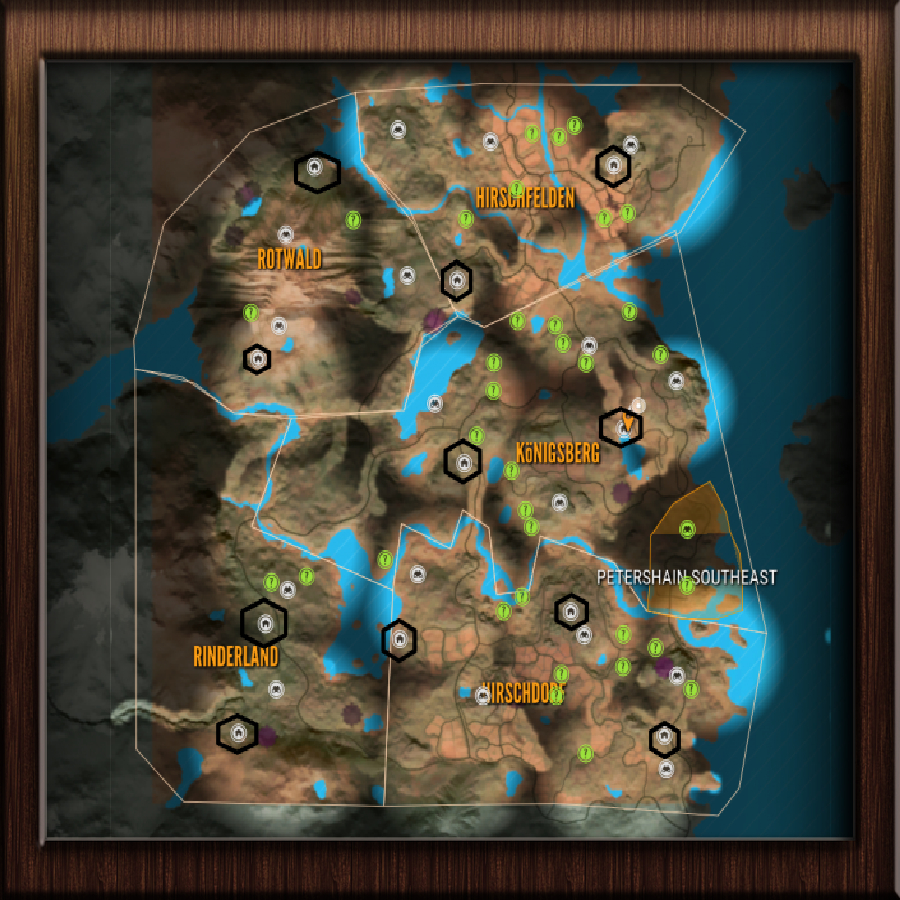 HIRSCHFELDEN
ROTWALD
KöNIGSBERG
PETERSHAIN SOUTHEAST
RINDERLAND
HIRSCHDORF